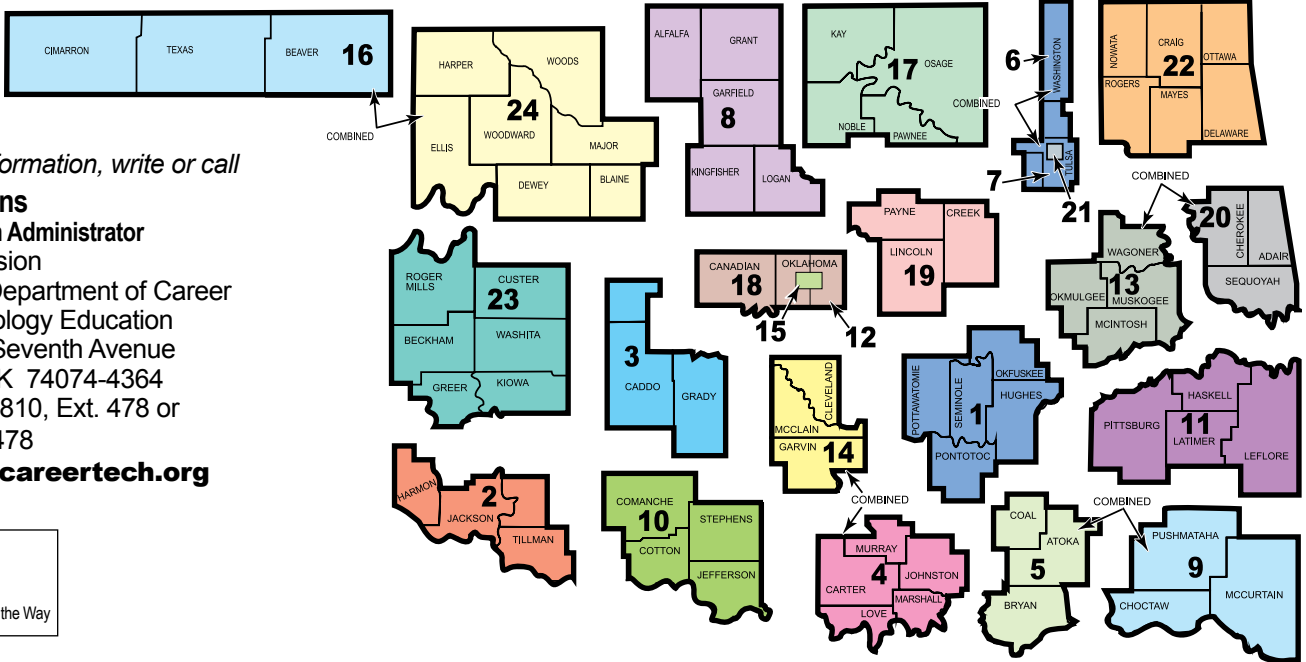 CIMARRON
TEXAS
BEAVER
16
COMBINED
HARPER
WOODS
24
WOODWARD
ELLIS
MAJOR
DEWEY
BLAINE
ALFALFA
GRANT
GARFIELD
8
KINGFISHER
LOGAN
KAY
17
OSAGE
NOBLE
PAWNEE
6
WASHINGTON
COMBINED
TULSA
7
21
NOWATA
CRAIG
22
OTTAWA
ROGERS
MAYES
DELAWARE
formation, write or call
ns
n Administrator
sion
Department of Career
ology Education
Seventh Avenue
K 74074-4364
810, Ext. 478 or
478
careertech.org
the Way
ROGER
MILLS
CUSTER
23
BECKHAM
WASHITA
GREER
KIOWA
3
CADDO
GRADY
CANADIAN
OKLAHOMA
18
15
12
PAYNE
CREEK
LINCOLN
19
COMBINED
20
CHEROKEE
ADAIR
SEQUOYAH
WAGONER
13
OKMULGEE
MUSKOGEE
MCINTOSH
CLEVELAND
MCCLAIN
GARVIN
14
COMBINED
POTTAWATOMIE
SEMINOLE
1
OKFUSKEE
HUGHES
PONTOTOC
HASKELL
PITTSBURG
11
LATIMER
LEFLORE
HARMON
2
JACKSON
TILLMAN
COMANCHE
10
STEPHENS
COTTON
JEFFERSON
MURRAY
4
CARTER
JOHNSTON
MARSHALL
LOVE
COAL
ATOKA
5
BRYAN
COMBINED
PUSHMATAHA
9
CHOCTAW
MCCURTAIN